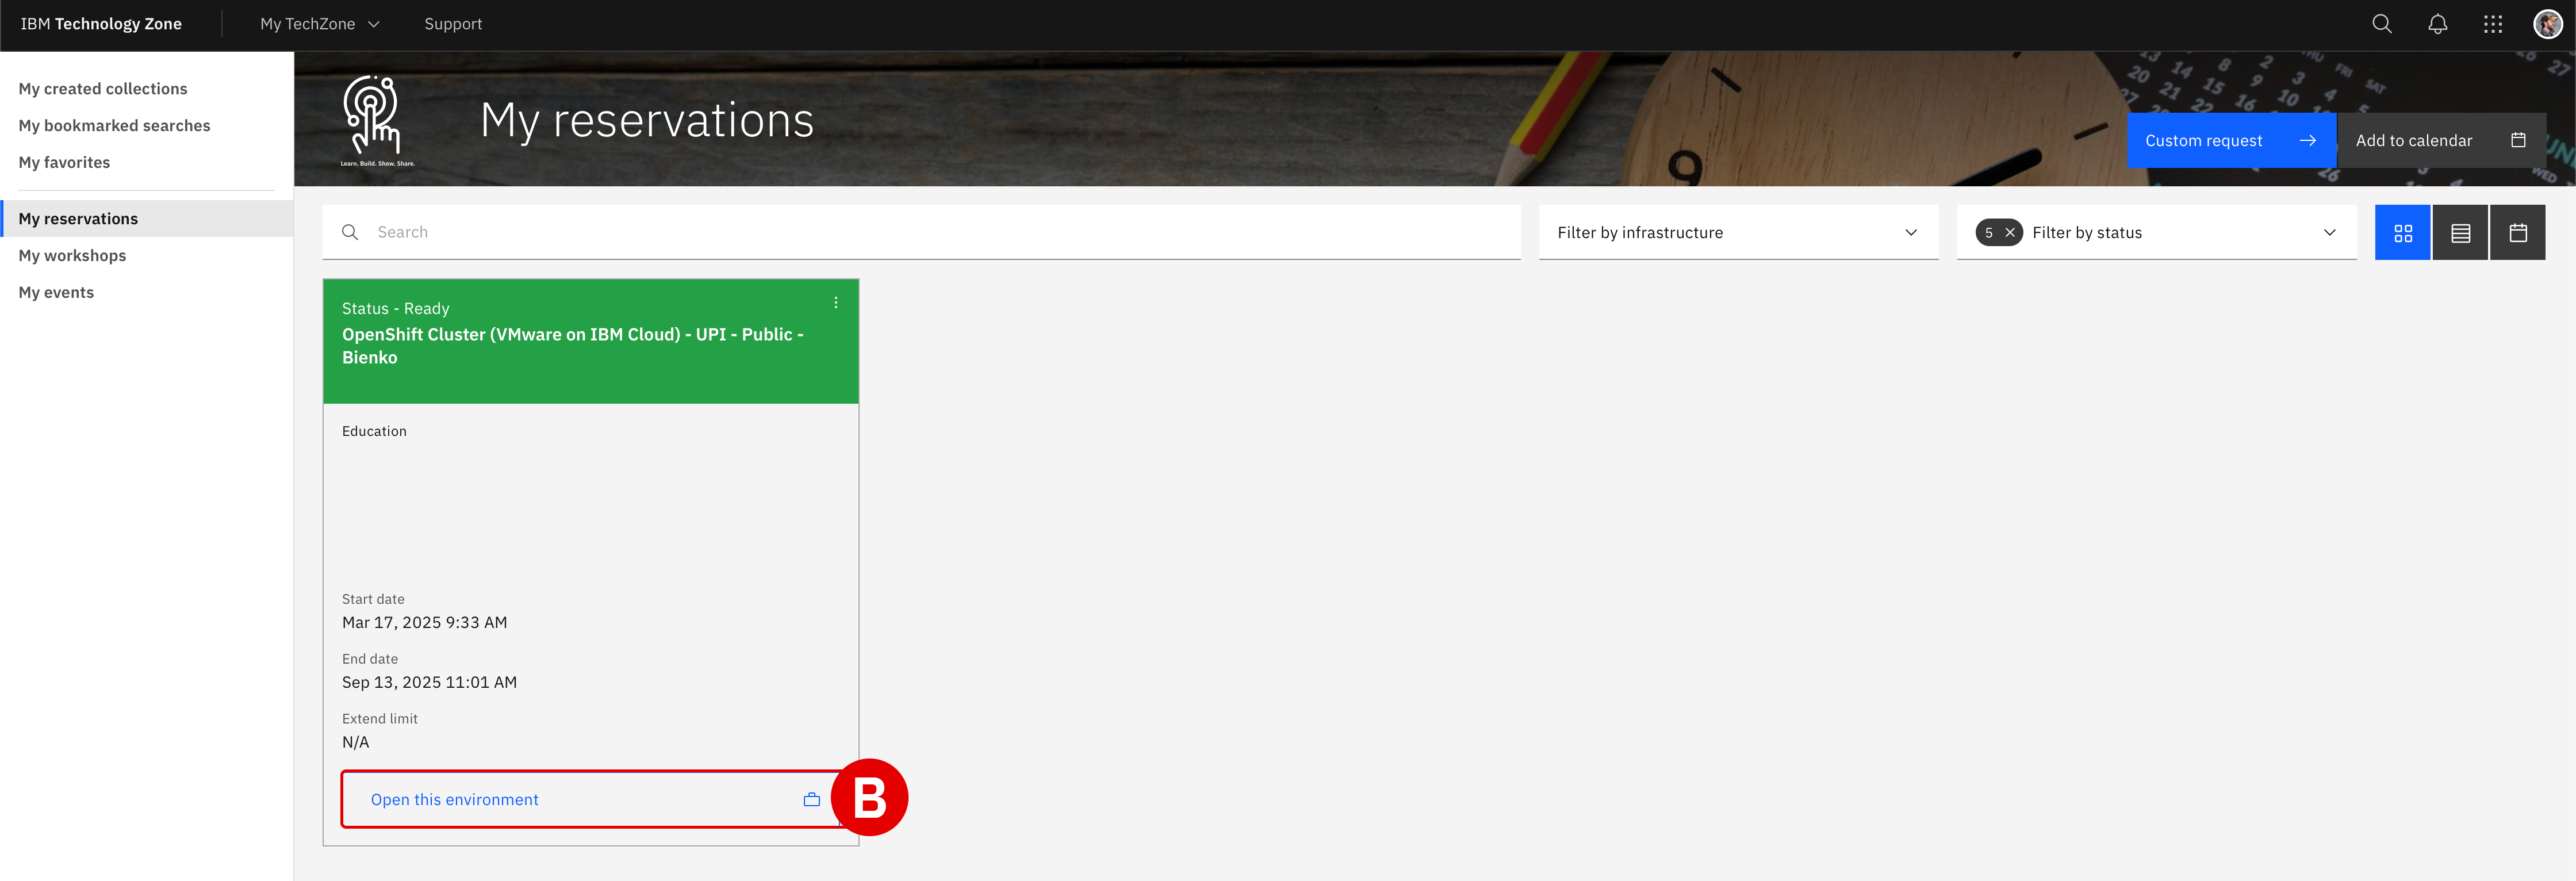 IBM Technology Zone
My TechZone
Support
My created collections
My bookmarked searches
My favorites
My reservations
My workshops
My events
Learn. Build. Show. Share.
My reservations
Custom request
Add to calendar
Search
Filter by infrastructure
5 Filter by status
Status - Ready
OpenShift Cluster (VMware on IBM Cloud) - UPI - Public -
Bienko
Education
Start date
Mar 17, 2025 9:33 AM
End date
Sep 13, 2025 11:01 AM
Extend limit
N/A
Open this environment
B